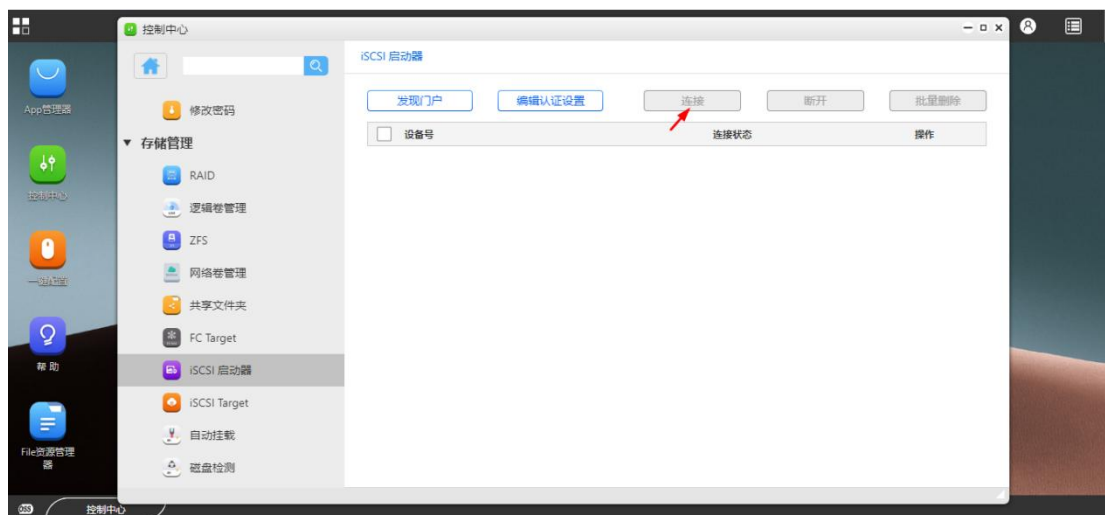 控制中心
App管理器
控制中心
一键配置
帮助
File资源管理
器
修改密码
存储管理
RAID
逻辑卷管理
ZFS
网络卷管理
共享文件夹
FC Target
iSCSI 启动器
iSCSI Target
自动挂载
磁盘检测
iSCSI 启动器
发现门户 编辑认证设置 连接 断开 批量删除
设备号 连接状态 操作
控制中心